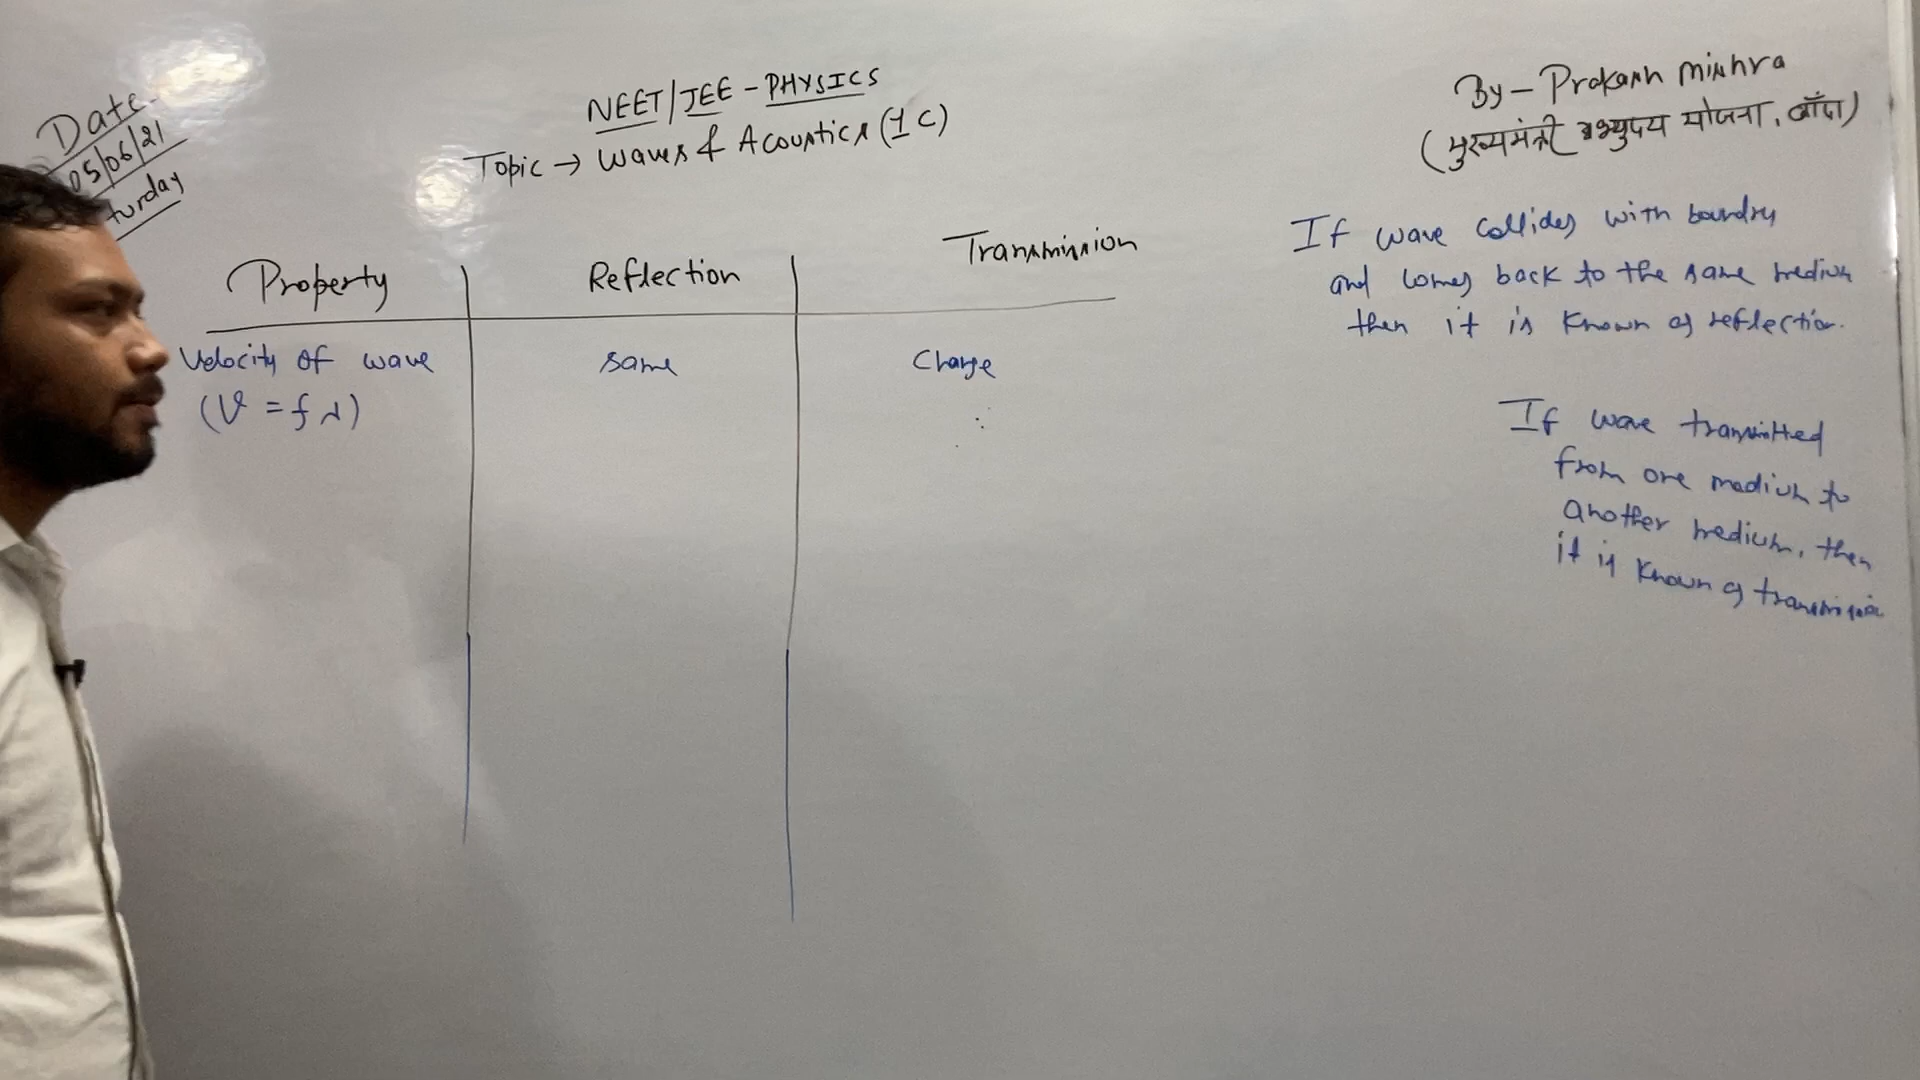 Date-
05/06/21
turday
NEET/JEE - PHYSICS
Topic → Waves & Acoustics (1C)
By - Prakash Mishra
(मुख्यमंत्री अभ्युदय योजना, बाँदा)
Property Reflection Transmission
Velocity of wave same Change
(V = fλ)
If wave collides with boundry
and comes back to the same medium
then it is known as reflection.
If wave transmitted
from one medium to
another medium, then
it is known as transmission